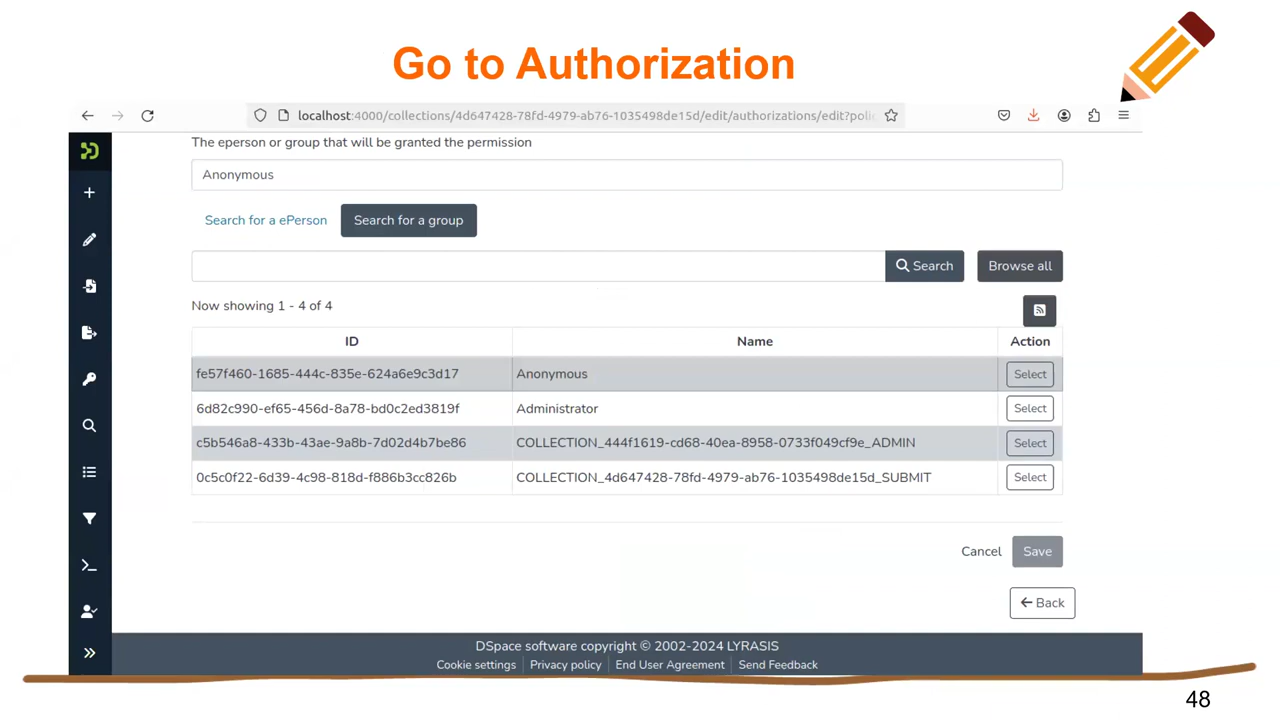 Go to Authorization
localhost:4000/collections/4d647428-78fd-4979-ab76-1035498de15d/edit/authorizations/edit?poli
The eperson or group that will be granted the permission
Anonymous
Search for a ePerson Search for a group
Search Browse all
Now showing 1 - 4 of 4
ID Name Action
fe57f460-1685-444c-835e-624a6e9c3d17 Anonymous Select
6d82c990-ef65-456d-8a78-bd0c2ed3819f Administrator Select
c5b546a8-433b-43ae-9a8b-7d02d4b7be86 COLLECTION_444f1619-cd68-40ea-8958-0733f049cf9e_ADMIN Select
0c5c0f22-6d39-4c98-818d-f886b3cc826b COLLECTION_4d647428-78fd-4979-ab76-1035498de15d_SUBMIT Select
Cancel Save
Back
DSpace software copyright © 2002-2024 LYRASIS
Cookie settings Privacy policy End User Agreement Send Feedback
48